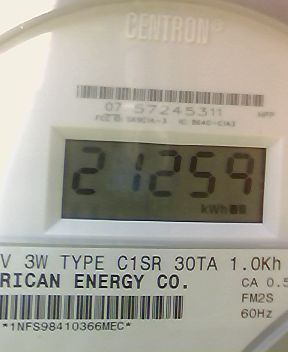 CENTRON®
07 57245311
21259
kWh
V 3W TYPE C1SR 30TA 1.0Kh
RICAN ENERGY CO. CA 0.5
FM2S
*1NFS98410366MEC* 60Hz